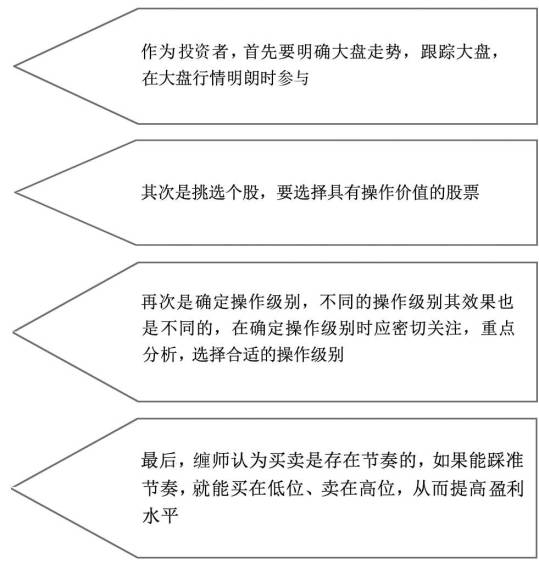 作为投资者，首先要明确大盘走势，跟踪大盘，
在大盘行情明朗时参与
其次是挑选个股，要选择具有操作价值的股票
再次是确定操作级别，不同的操作级别其效果也
是不同的，在确定操作级别时应密切关注，重点
分析，选择合适的操作级别
最后，缠师认为买卖是存在节奏的，如果能踩准
节奏，就能买在低位、卖在高位，从而提高盈利
水平